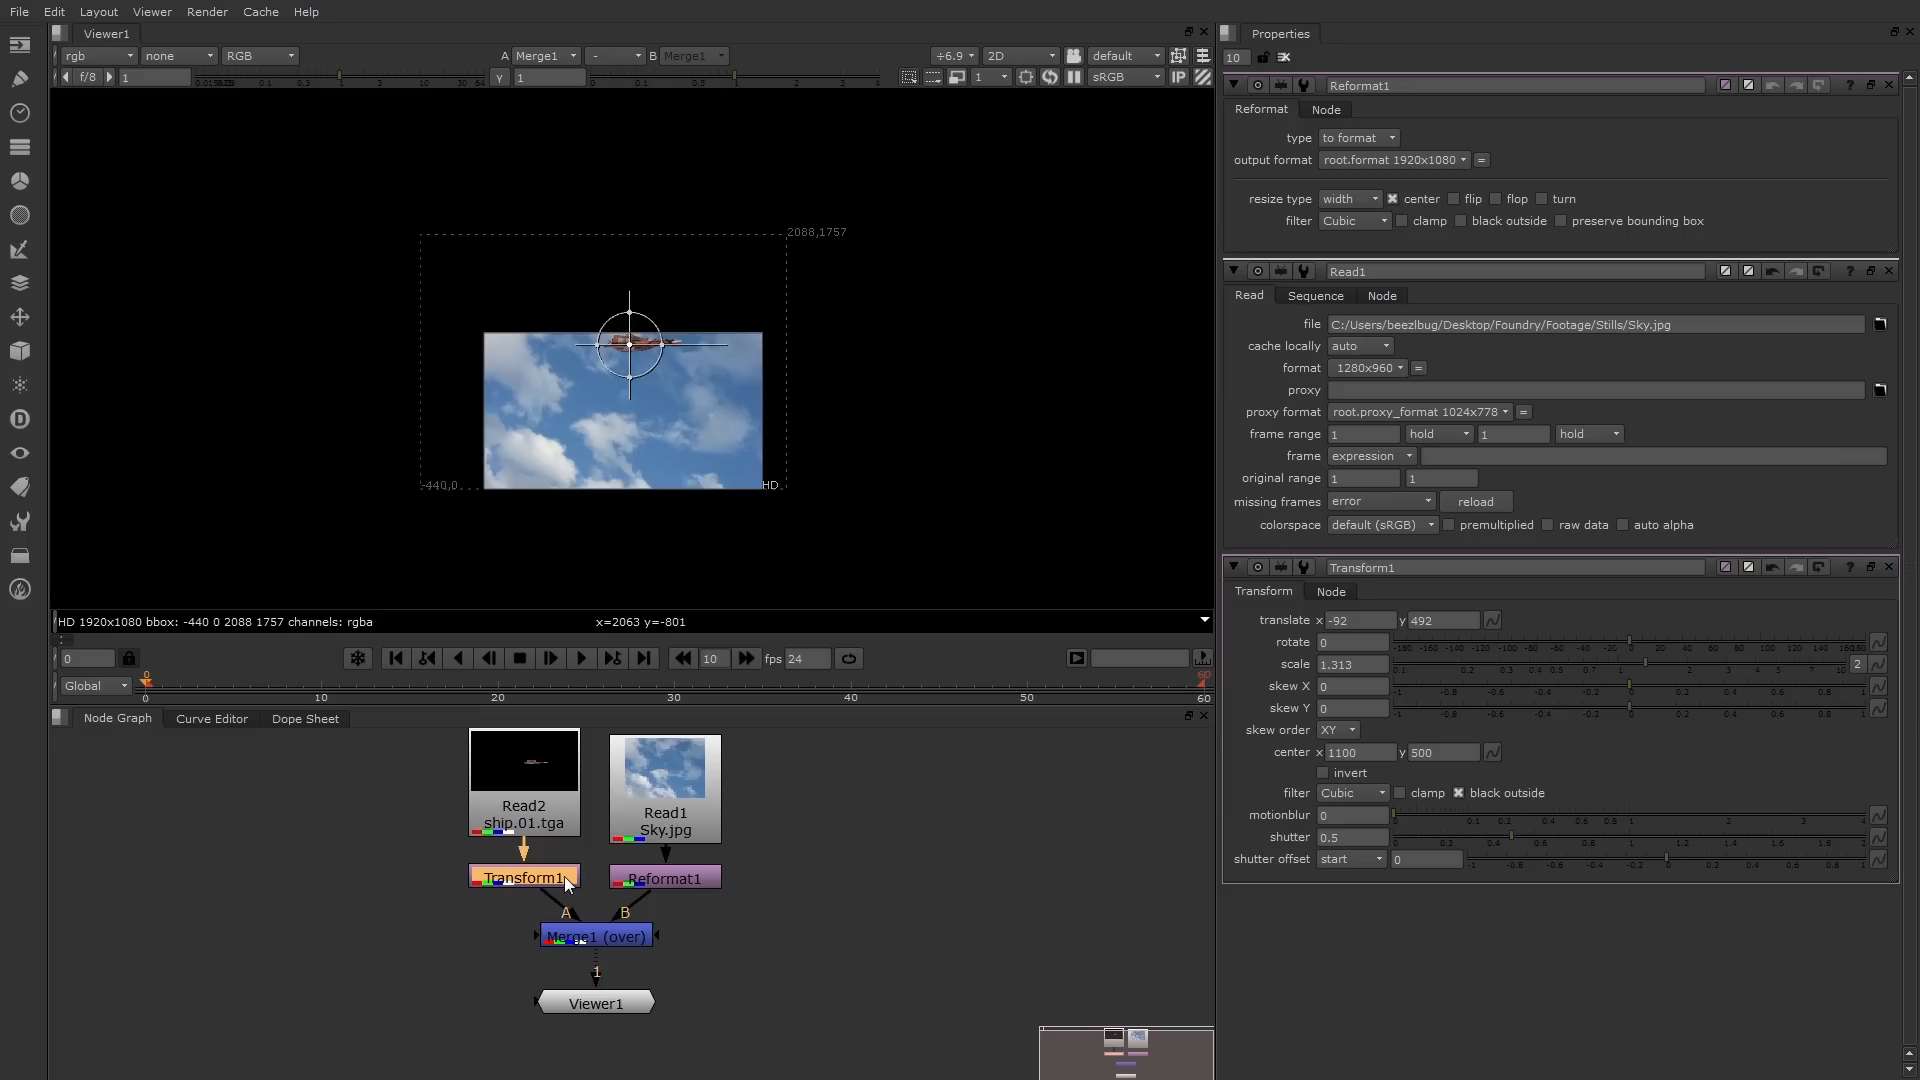 File Edit Layout Viewer Render Cache Help
Viewer1
Properties
rgb none RGB A Merge1 - B Merge1 ÷6.9 2D default
10
f/8 1 γ 1 1 sRGB IP
Reformat1
Reformat Node
type to format
output format root.format 1920x1080 =
resize type width center flip flop turn
filter Cubic clamp black outside preserve bounding box
2088,1757
-440,0
HD
Read1
Read Sequence Node
file C:/Users/beezlbug/Desktop/Foundry/Footage/Stills/Sky.jpg
cache locally auto
format 1280x960 =
proxy
proxy format root.proxy_format 1024x778 =
frame range 1 hold 1 hold
frame expression
original range 1 1
missing frames error reload
colorspace default (sRGB) premultiplied raw data auto alpha
Transform1
Transform Node
translate x -92 y 492
rotate 0
scale 1.313 2
skew X 0
skew Y 0
skew order XY
center x 1100 y 500
invert
filter Cubic clamp black outside
motionblur 0
shutter 0.5
shutter offset start 0
HD 1920x1080 bbox: -440 0 2088 1757 channels: rgba x=2063 y=-801
0 10 fps 24
Global 0 0 10 20 30 40 50 60 60
Node Graph Curve Editor Dope Sheet
Read2
ship.01.tga
Read1
Sky.jpg
Transform1 Reformat1
A B
Merge1 (over)
1
Viewer1